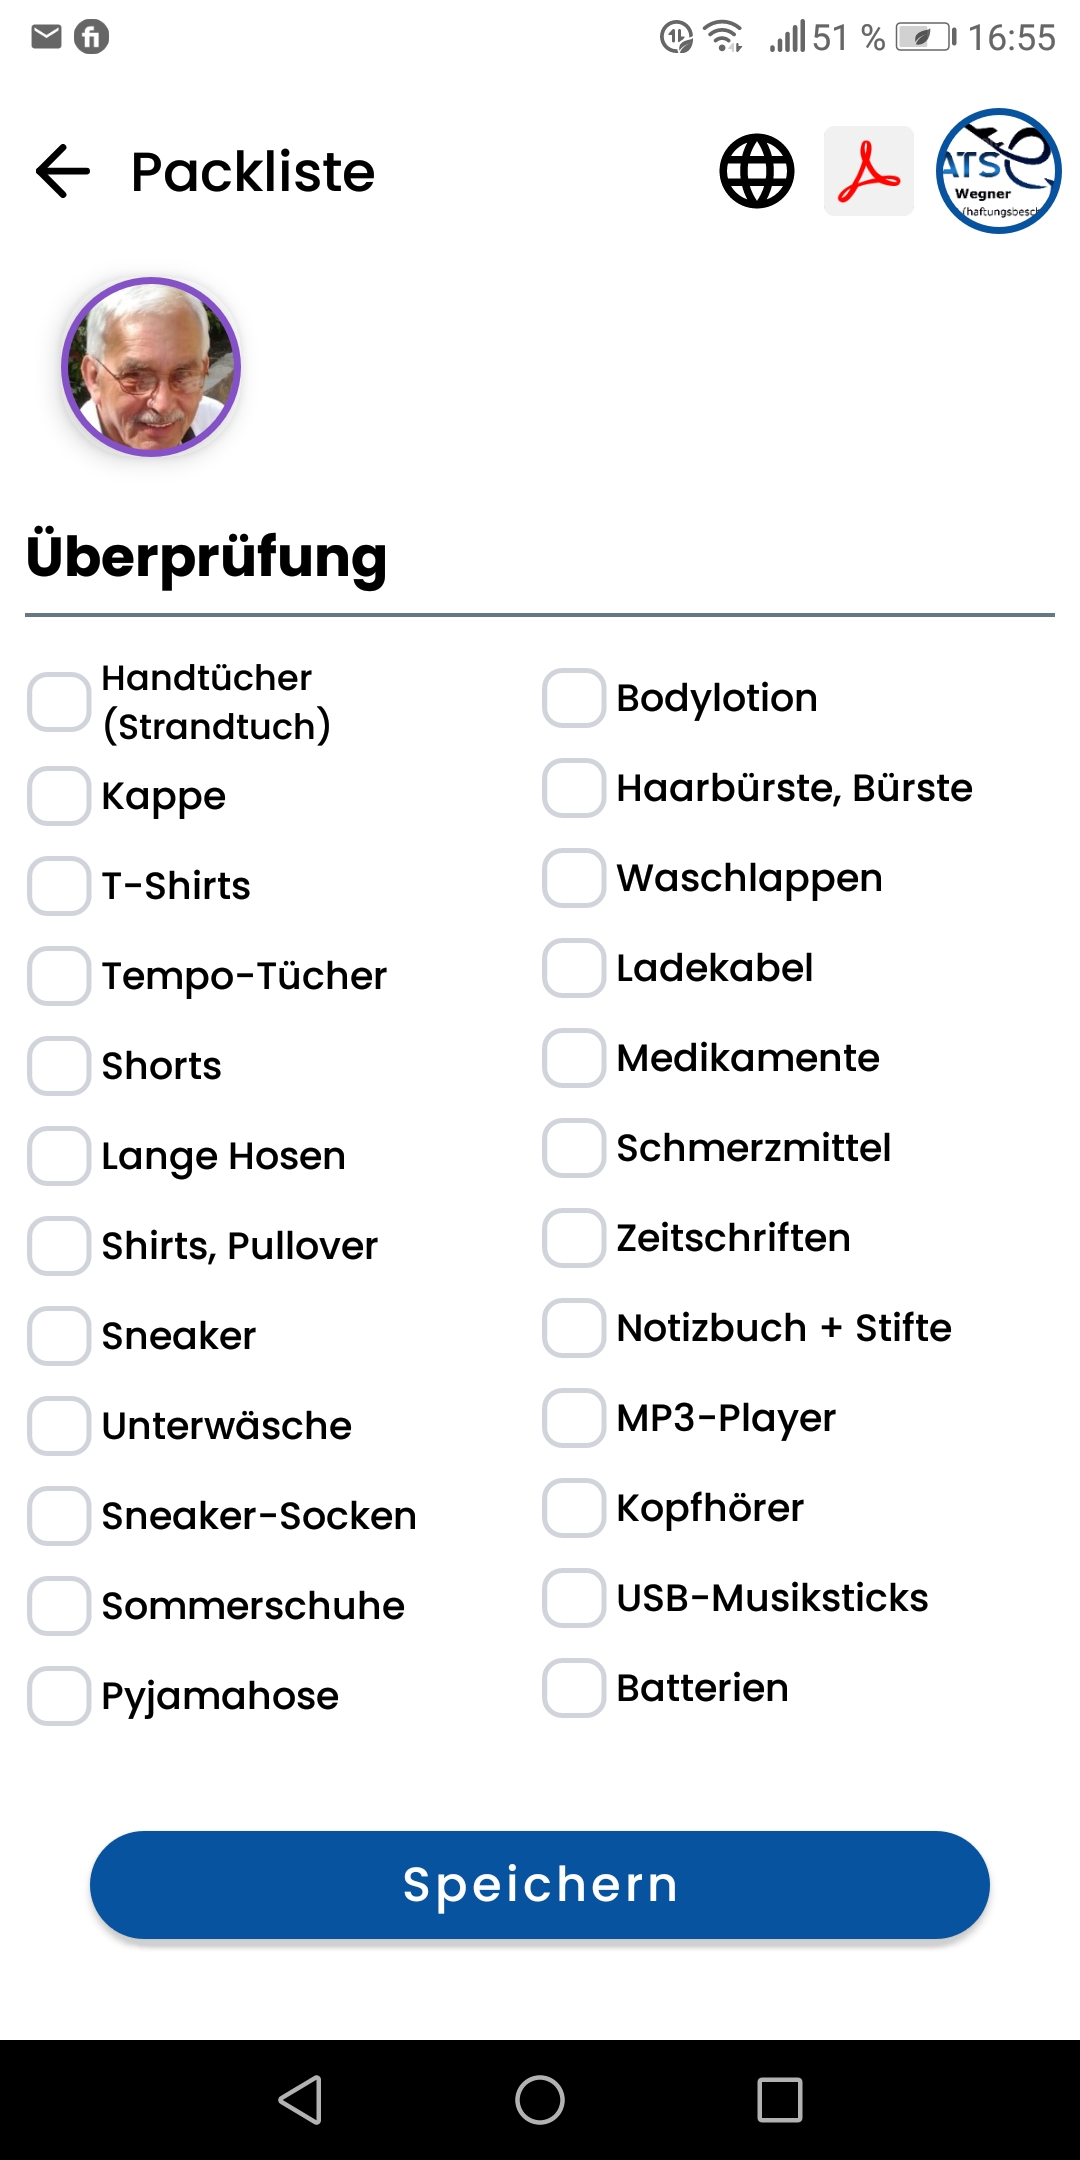 51 % 16:55
Packliste
ATS
Wegner
(haftungsbesch
Überprüfung
Handtücher
(Strandtuch)
Kappe
T-Shirts
Tempo-Tücher
Shorts
Lange Hosen
Shirts, Pullover
Sneaker
Unterwäsche
Sneaker-Socken
Sommerschuhe
Pyjamahose
Bodylotion
Haarbürste, Bürste
Waschlappen
Ladekabel
Medikamente
Schmerzmittel
Zeitschriften
Notizbuch + Stifte
MP3-Player
Kopfhörer
USB-Musiksticks
Batterien
Speichern